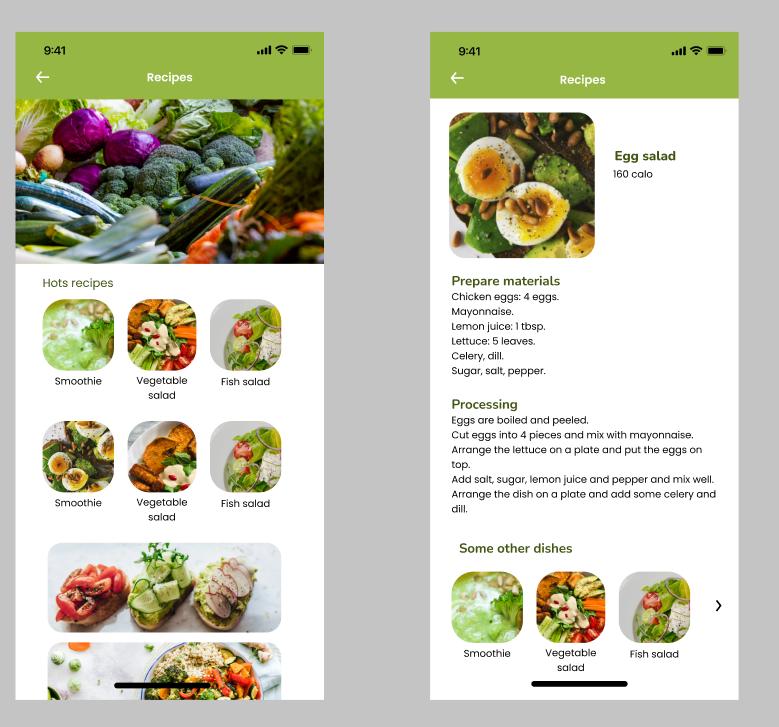 9:41
Recipes
Hots recipes
Smoothie
Vegetable
salad
Fish salad
Smoothie
Vegetable
salad
Fish salad
9:41
Recipes
Egg salad
160 calo
Prepare materials
Chicken eggs: 4 eggs.
Mayonnaise.
Lemon juice: 1 tbsp.
Lettuce: 5 leaves.
Celery, dill.
Sugar, salt, pepper.
Processing
Eggs are boiled and peeled.
Cut eggs into 4 pieces and mix with mayonnaise.
Arrange the lettuce on a plate and put the eggs on
top.
Add salt, sugar, lemon juice and pepper and mix well.
Arrange the dish on a plate and add some celery and
dill.
Some other dishes
Smoothie
Vegetable
salad
Fish salad